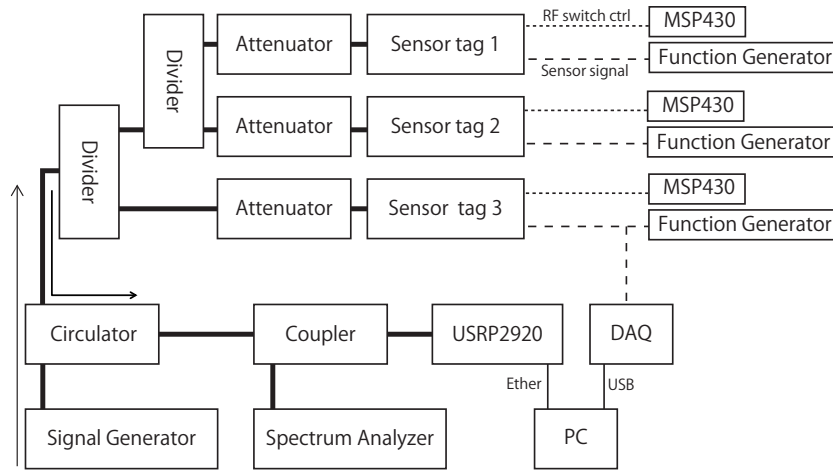 RF switch ctrl
MSP430
Attenuator
Sensor tag 1
Function Generator
Sensor signal
Divider
MSP430
Attenuator
Sensor tag 2
Function Generator
Divider
MSP430
Attenuator
Sensor tag 3
Function Generator
Circulator
Coupler
USRP2920
DAQ
Ether
USB
Signal Generator
Spectrum Analyzer
PC